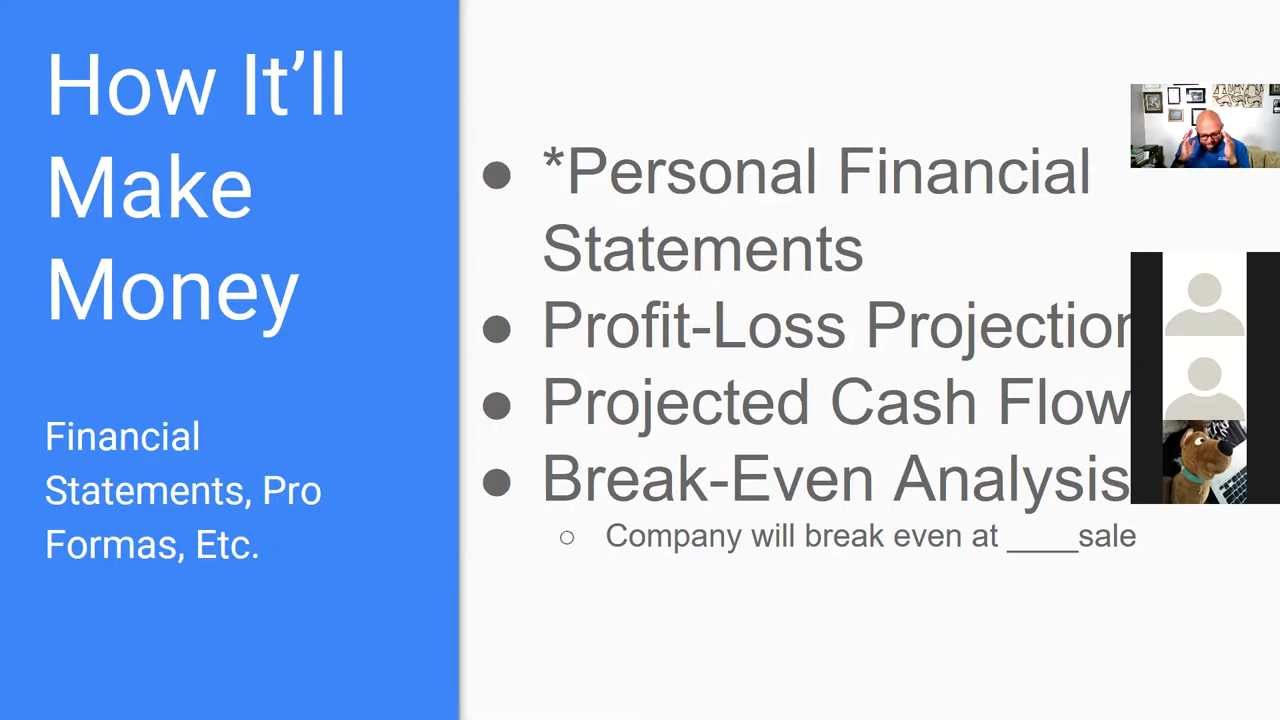 How It’ll
Make
Money
Financial
Statements, Pro
Formas, Etc.
● *Personal Financial
Statements
● Profit-Loss Projection
● Projected Cash Flow
● Break-Even Analysis
○ Company will break even at ____sale